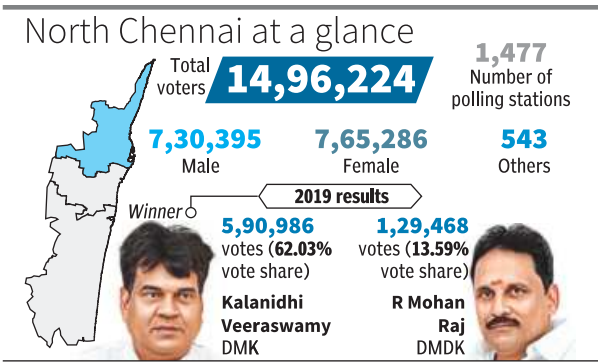 North Chennai at a glance
Total
voters
14,96,224
1,477
Number of
polling stations
7,30,395
Male
7,65,286
Female
543
Others
2019 results
Winner
5,90,986
votes (62.03%
vote share)
Kalanidhi
Veeraswamy
DMK
1,29,468
votes (13.59%
vote share)
R Mohan
Raj
DMDK